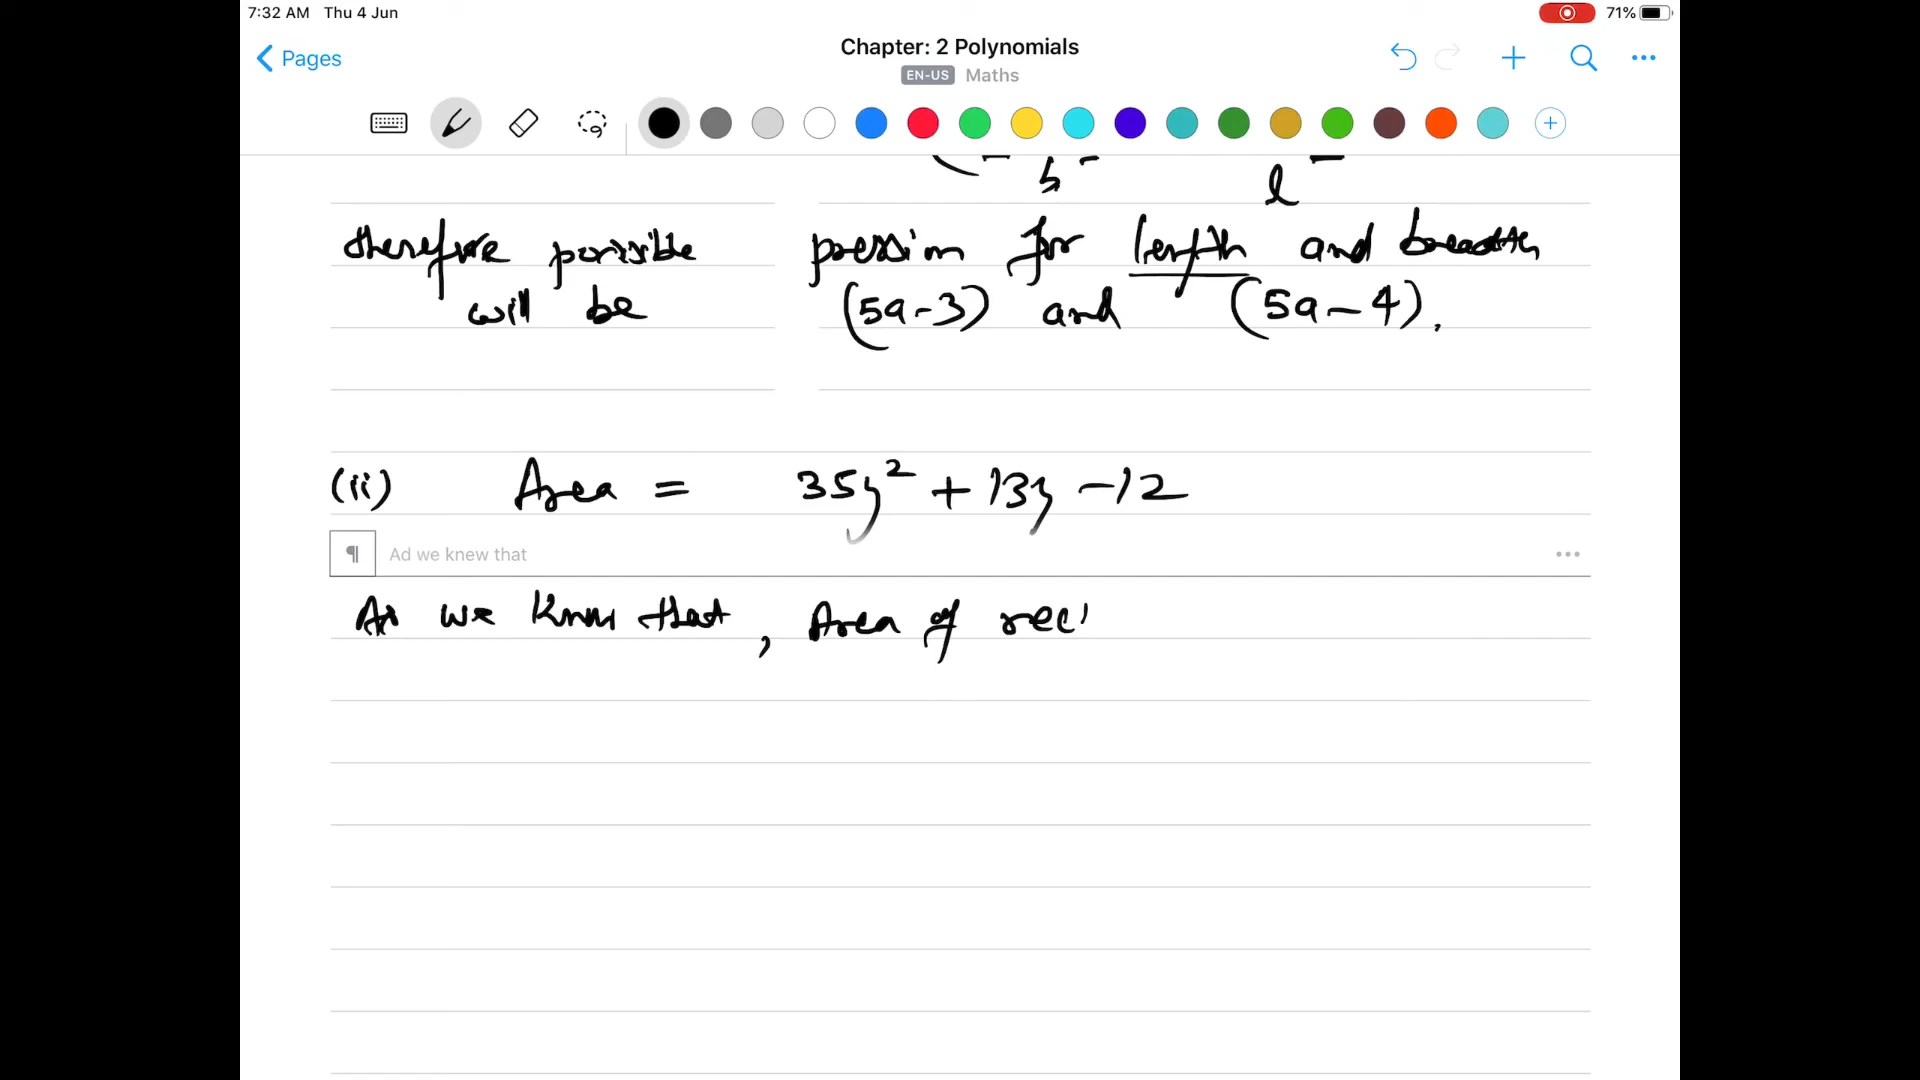 7:32 AM Thu 4 Jun 71%
Pages
Chapter: 2 Polynomials
EN-US Maths
b l
therefore possible pression for length and breadth
will be (5a-3) and (5a-4).
(ii) Area = 35y² + 13y - 12
¶ Ad we knew that
As we know that, Area of rec